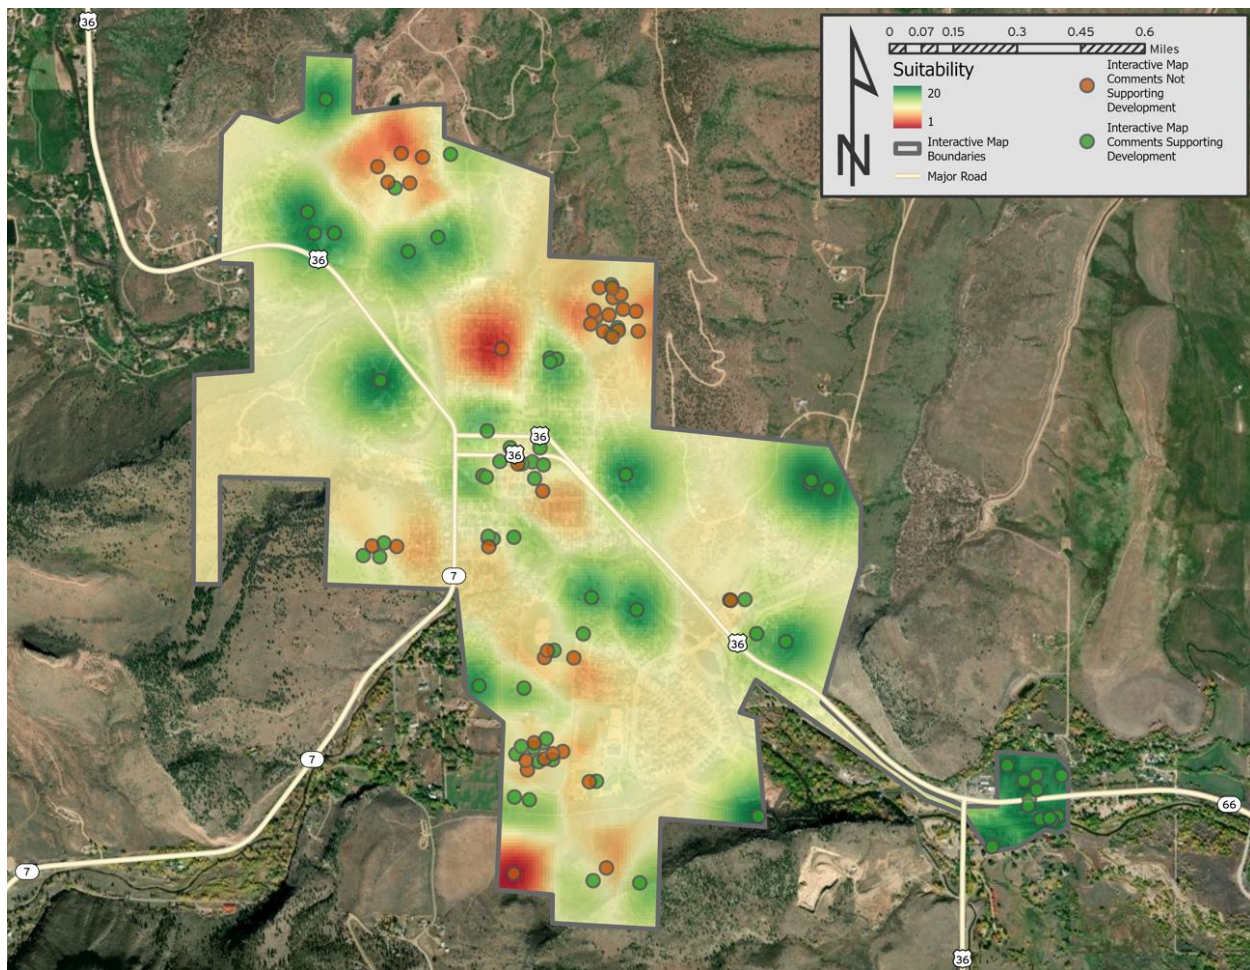 36
0 0.07 0.15 0.3 0.45 0.6
Miles
Suitability
20
1
Interactive Map
Boundaries
Major Road
Interactive Map
Comments Not
Supporting
Development
Interactive Map
Comments Supporting
Development
N
36
36
36
7
36
7
66
7
36